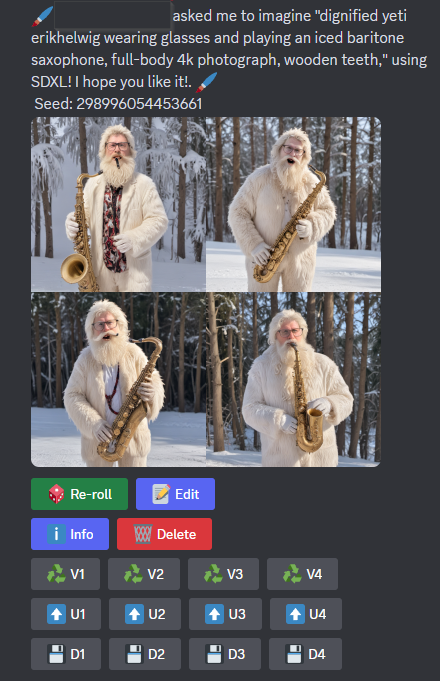 asked me to imagine "dignified yeti
erikhelwig wearing glasses and playing an iced baritone
saxophone, full-body 4k photograph, wooden teeth," using
SDXL! I hope you like it!.
Seed: 298996054453661
Re-roll Edit
Info Delete
V1 V2 V3 V4
U1 U2 U3 U4
D1 D2 D3 D4